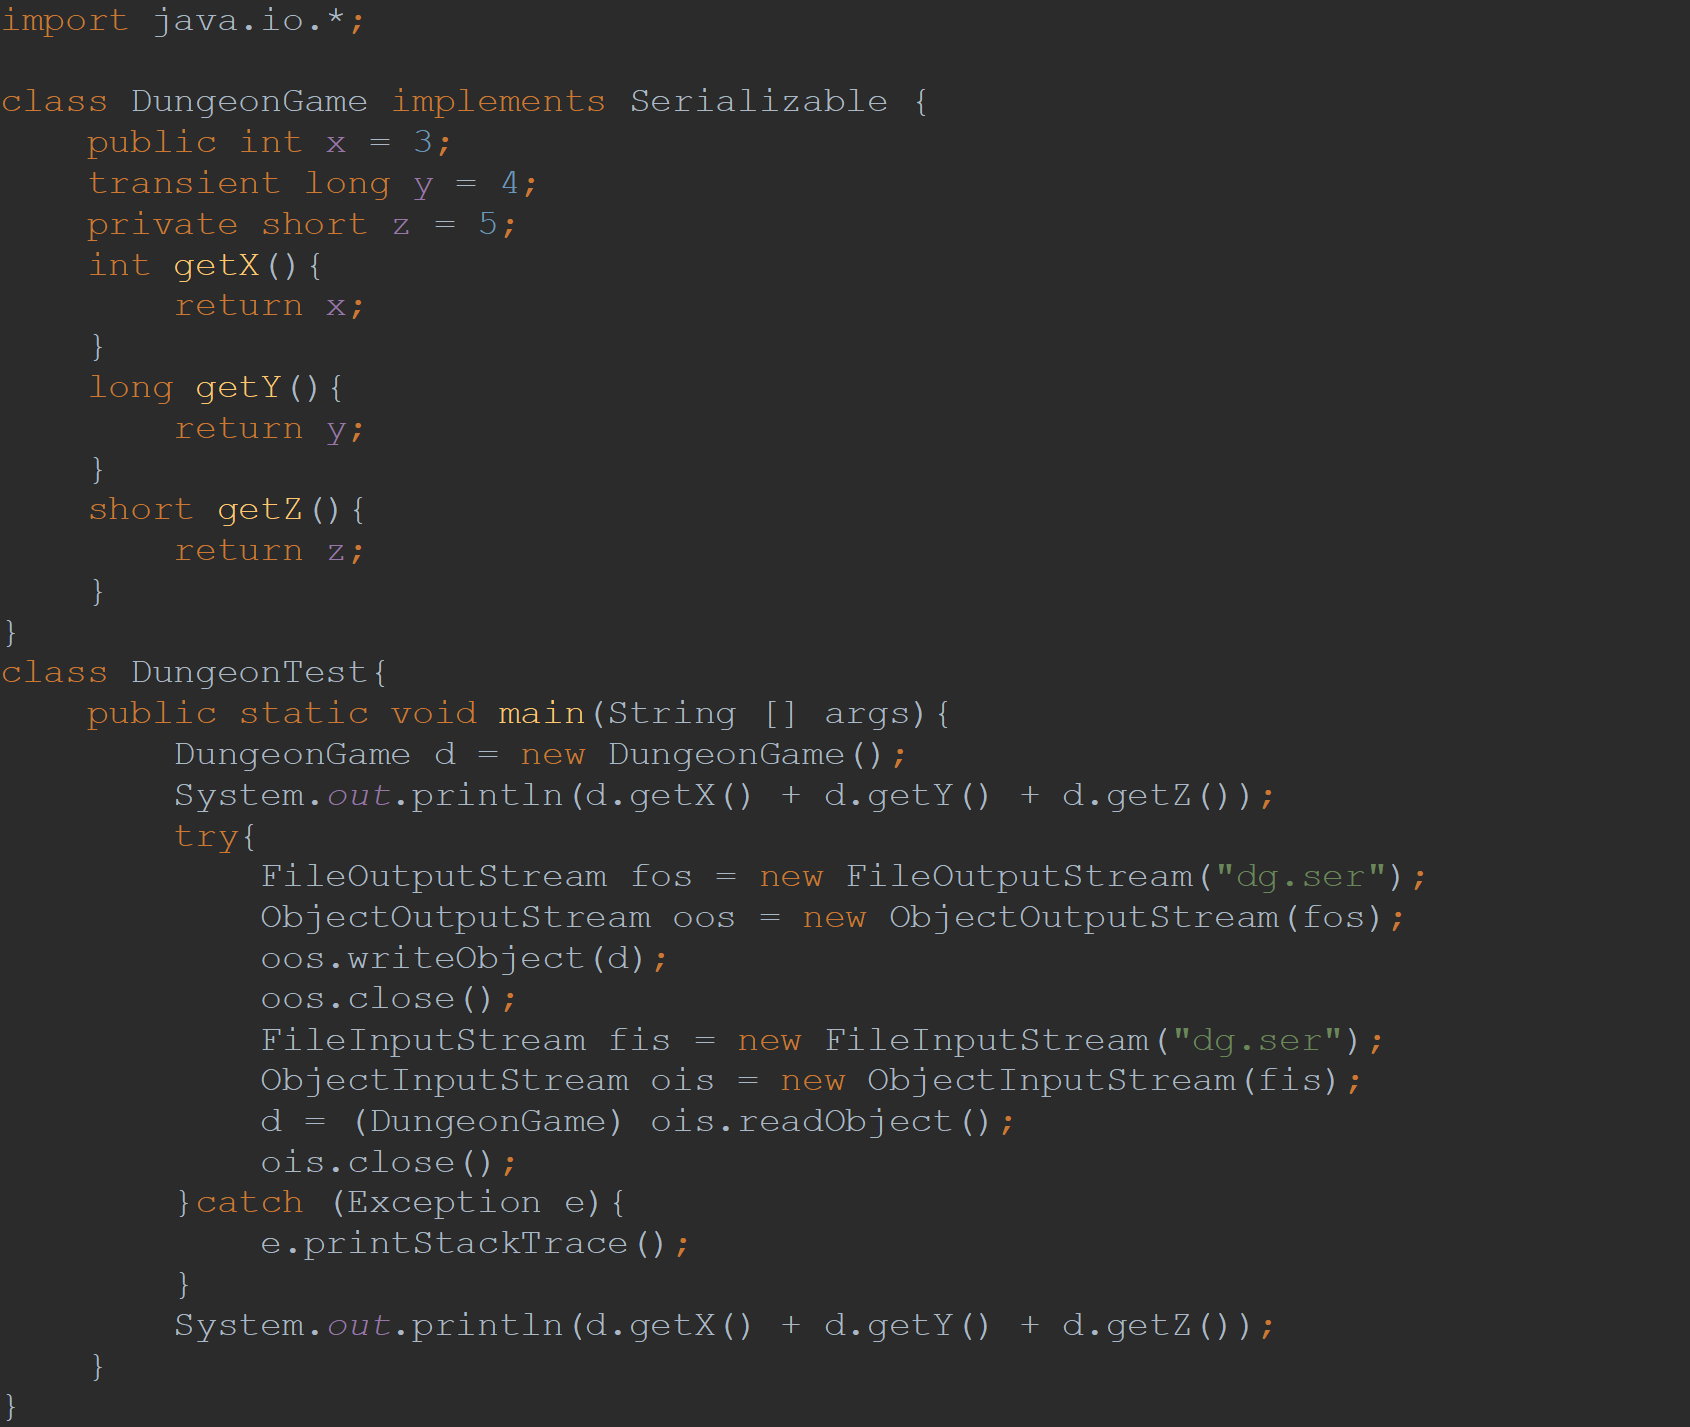 import java.io.*;

class DungeonGame implements Serializable {
    public int x = 3;
    transient long y = 4;
    private short z = 5;
    int getX(){
        return x;
    }
    long getY(){
        return y;
    }
    short getZ(){
        return z;
    }
}
class DungeonTest{
    public static void main(String [] args){
        DungeonGame d = new DungeonGame();
        System.out.println(d.getX() + d.getY() + d.getZ());
        try{
            FileOutputStream fos = new FileOutputStream("dg.ser");
            ObjectOutputStream oos = new ObjectOutputStream(fos);
            oos.writeObject(d);
            oos.close();
            FileInputStream fis = new FileInputStream("dg.ser");
            ObjectInputStream ois = new ObjectInputStream(fis);
            d = (DungeonGame) ois.readObject();
            ois.close();
        }catch (Exception e){
            e.printStackTrace();
        }
        System.out.println(d.getX() + d.getY() + d.getZ());
    }
}